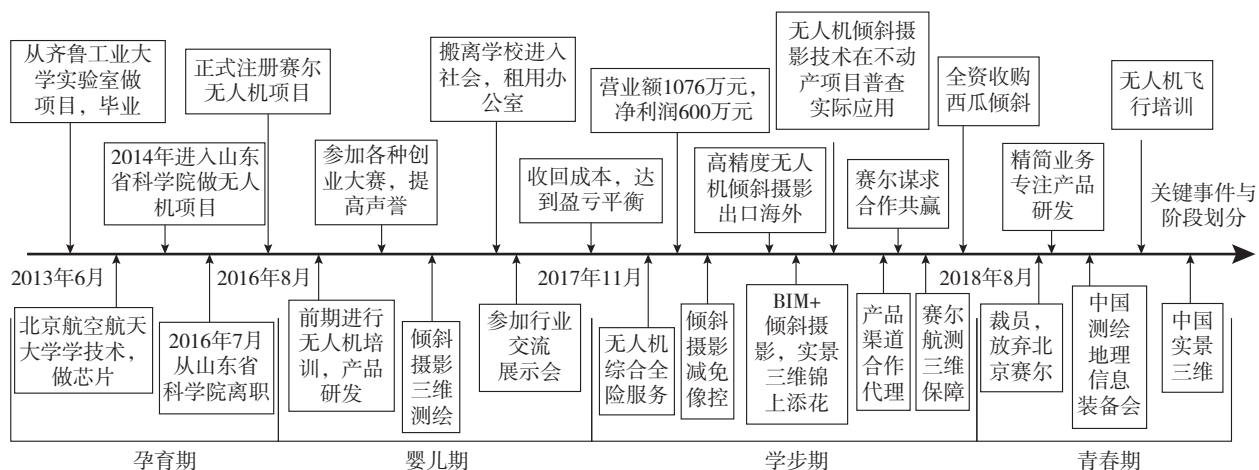 从齐鲁工业大
学实验室做
项目，毕业
正式注册赛尔
无人机项目
搬离学校进入
社会，租用办
公室
营业额1076万元，
净利润600万元
无人机倾斜摄
影技术在不动
产项目普查
实际应用
全资收购
西瓜倾斜
无人机飞
行培训
2014年进入山东
省科学院做无人
机项目
参加各种创
业大赛，提
高声誉
收回成本，达
到盈亏平衡
高精度无人
机倾斜摄影
出口海外
赛尔谋求
合作共赢
精简业务
专注产品
研发
关键事件与
阶段划分
2013年6月
2016年8月
2017年11月
2018年8月
北京航空航天
大学学技术，
做芯片
2016年7月
从山东省
科学院离职
前期进行
无人机培
训，产品
研发
倾斜
摄影
三维
测绘
参加行业
交流
展示会
无人机
综合全
险服务
倾斜
摄影
减免
像控
BIM+
倾斜摄
影，实景
三维锦
上添花
产品
渠道
合作
代理
赛尔
航测
三维
保障
裁员，
放弃北
京赛尔
中国
测绘
地理
信息
装备会
中国
实景
三维
孕育期
婴儿期
学步期
青春期